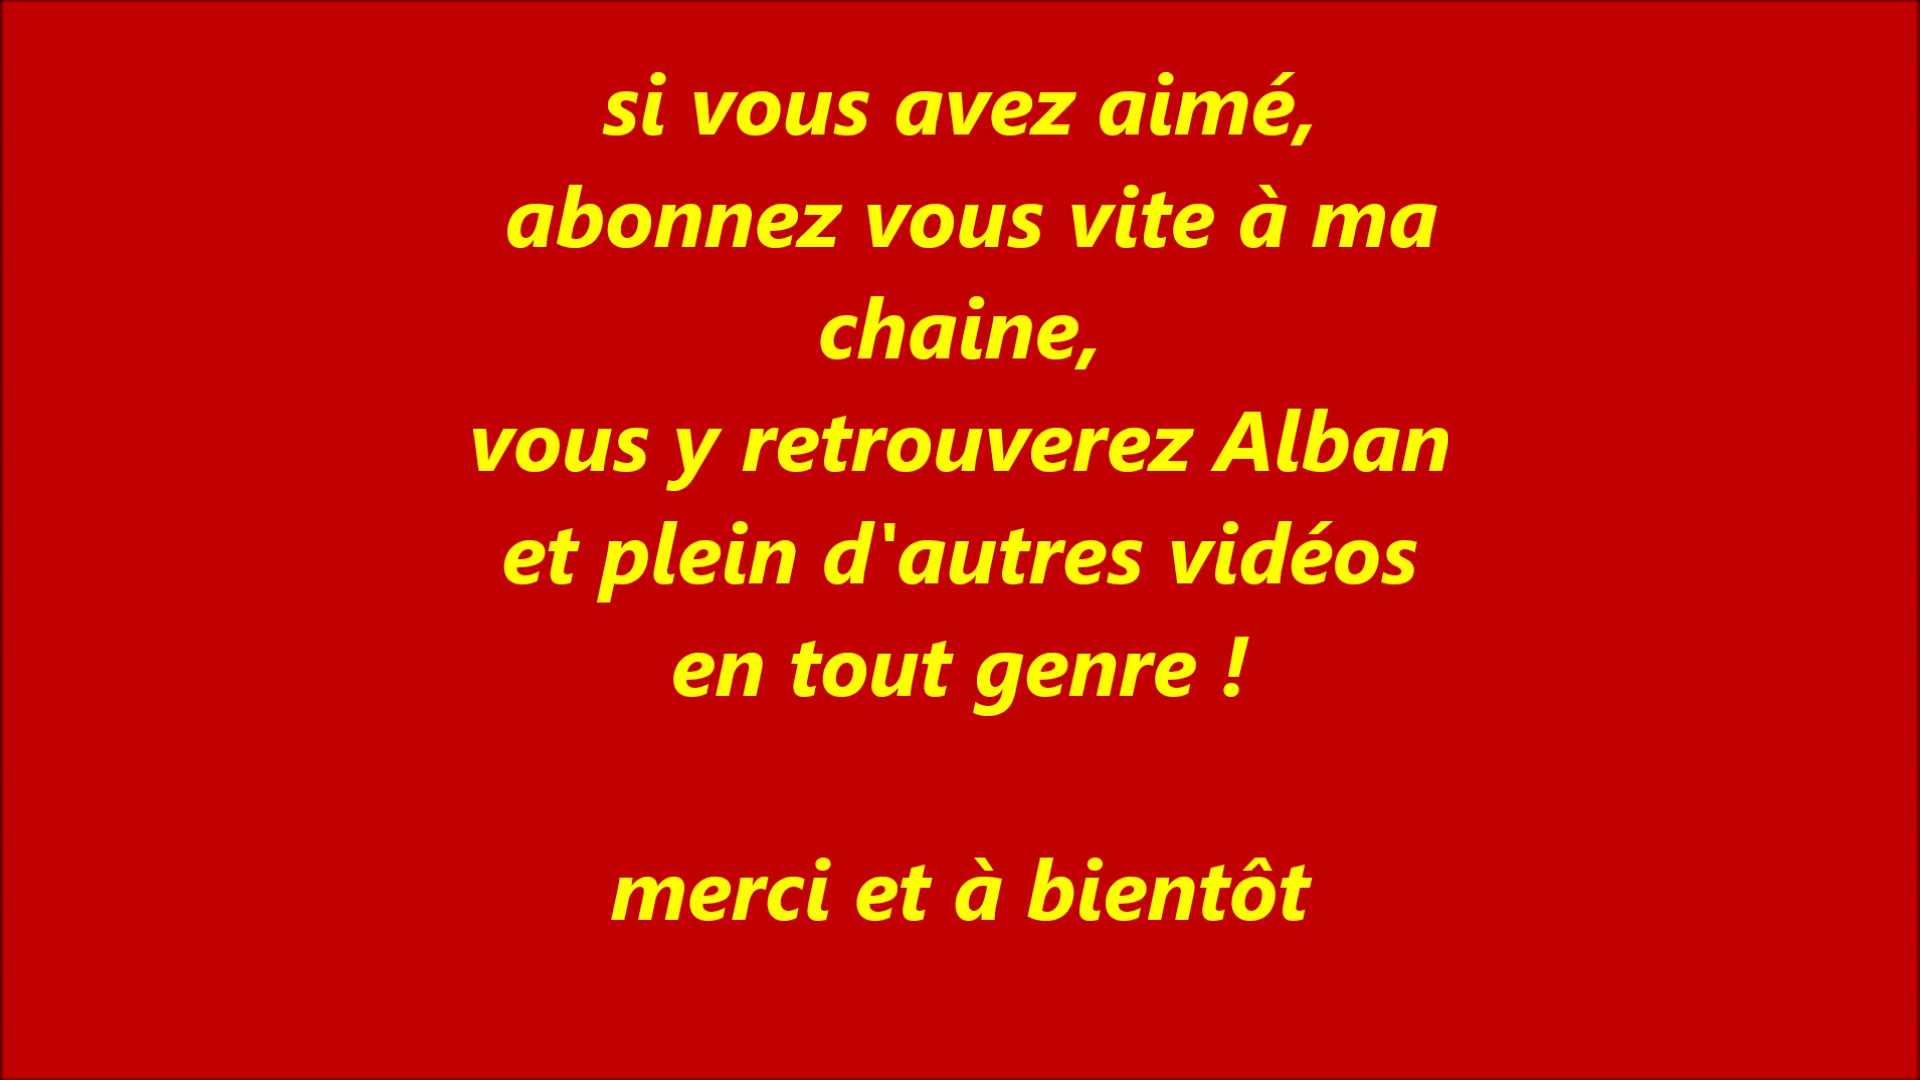 si vous avez aimé,
abonnez vous vite à ma
chaine,
vous y retrouverez Alban
et plein d'autres vidéos
en tout genre !
merci et à bientôt